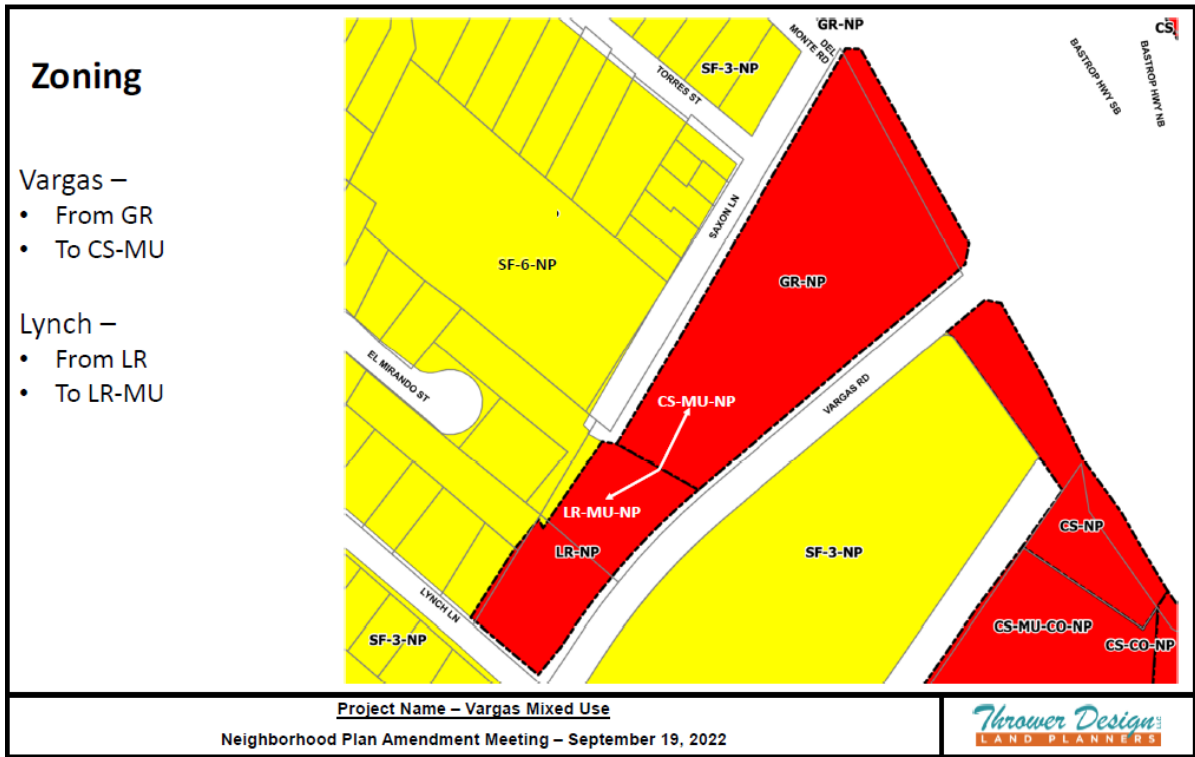 Zoning
Vargas –
• From GR
• To CS-MU
Lynch –
• From LR
• To LR-MU
GR-NP
CS
DEL
MONTE RD
BASTROP HWY SB
BASTROP HWY NB
SF-3-NP
TORRES ST
SAXON LN
SF-6-NP
GR-NP
EL MIRANDO ST
VARGAS RD
CS-MU-NP
LR-MU-NP
LR-NP
CS-NP
SF-3-NP
LYNCH LN
SF-3-NP
CS-MU-CO-NP
CS-CO-NP
Project Name – Vargas Mixed Use
Neighborhood Plan Amendment Meeting – September 19, 2022
Thrower Design LLC
LAND PLANNERS